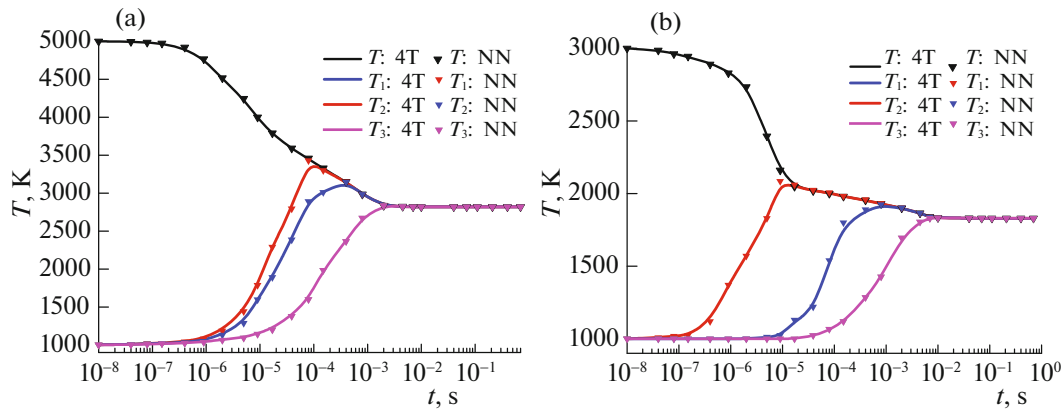 (a)
5000
4500
4000
3500
3000
2500
2000
1500
1000
T, K
T: 4T T: NN
T₁: 4T T₁: NN
T₂: 4T T₂: NN
T₃: 4T T₃: NN
10⁻⁸ 10⁻⁷ 10⁻⁶ 10⁻⁵ 10⁻⁴ 10⁻³ 10⁻² 10⁻¹
t, s
(b)
3000
2500
2000
1500
1000
T, K
T: 4T T: NN
T₁: 4T T₁: NN
T₂: 4T T₂: NN
T₃: 4T T₃: NN
10⁻⁸ 10⁻⁷ 10⁻⁶ 10⁻⁵ 10⁻⁴ 10⁻³ 10⁻² 10⁻¹ 10⁰
t, s